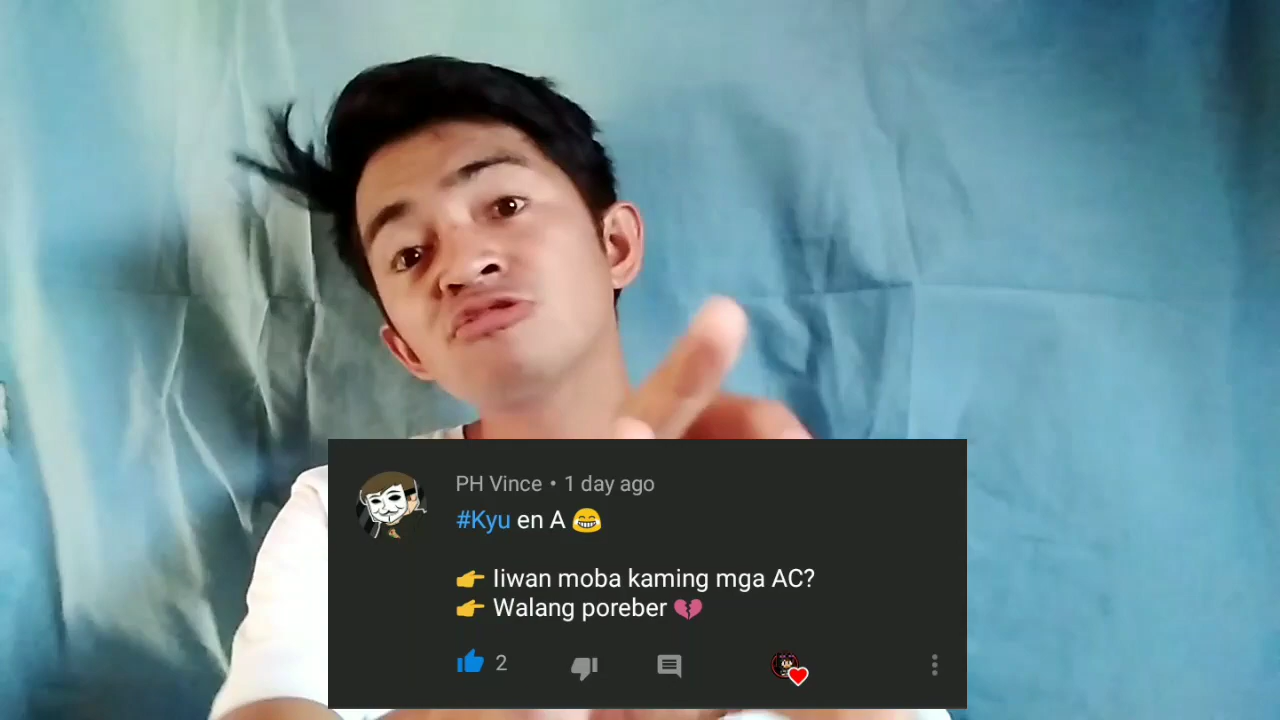 PH Vince • 1 day ago
#Kyu en A 😂
👉 Iiwan moba kaming mga AC?
👉 Walang poreber 💔
2